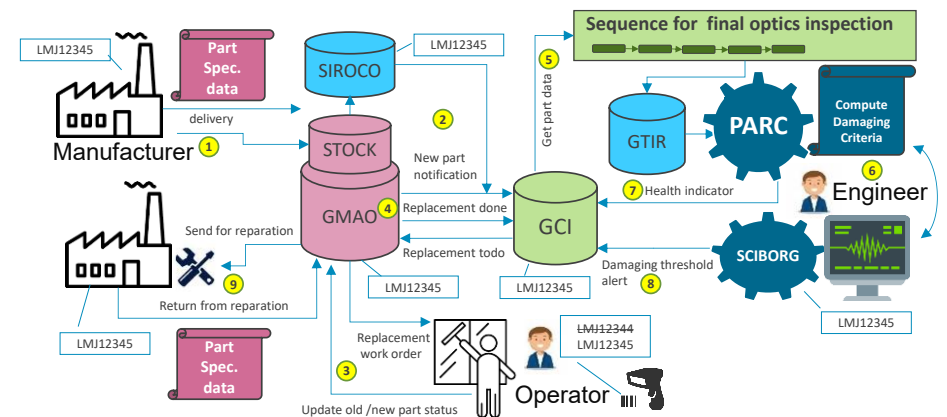 Sequence for final optics inspection
LMJ12345
Part
Spec.
data
SIROCO
LMJ12345
5
Get part data
delivery
Manufacturer
1
STOCK
2
New part
notification
GTIR
PARC
Compute
Damaging
Criteria
6
Engineer
7
Health indicator
GMAO
4
Replacement done
GCI
Replacement todo
Send for reparation
9
Return from reparation
LMJ12345
LMJ12345
LMJ12345
Damaging threshold
alert
8
SCIBORG
LMJ12345
Part
Spec.
data
Replacement
work order
3
Update old /new part status
Operator
LMJ12344
LMJ12345